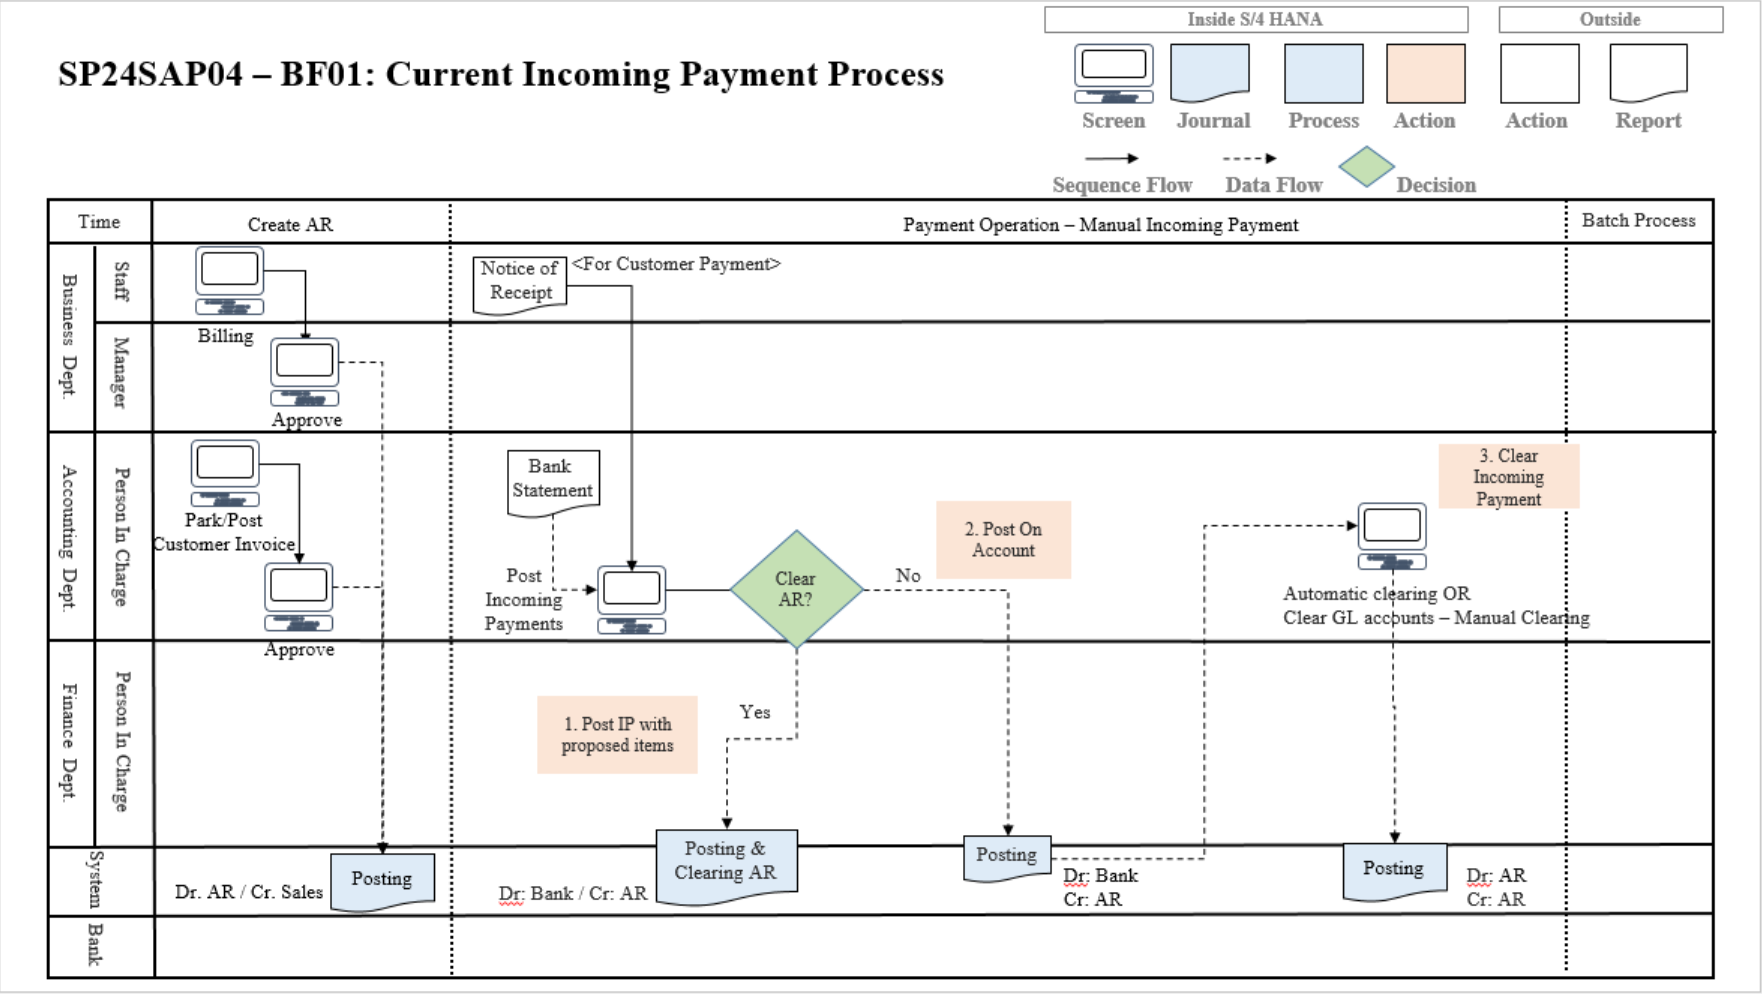 Inside S/4 HANA
Outside
SP24SAP04 – BF01: Current Incoming Payment Process
Screen
Journal
Process
Action
Action
Report
Sequence Flow
Data Flow
Decision
Time
Create AR
Payment Operation – Manual Incoming Payment
Batch Process
Business Dept.
Staff
Billing
Notice of
Receipt
<For Customer Payment>
Manager
Approve
Accounting Dept.
Person In Charge
Park/Post
Customer Invoice
Approve
Bank
Statement
Post
Incoming
Payments
Clear
AR?
No
2. Post On
Account
3. Clear
Incoming
Payment
Automatic clearing OR
Clear GL accounts – Manual Clearing
Finance Dept.
Person In Charge
1. Post IP with
proposed items
Yes
System
Dr. AR / Cr. Sales
Posting
Dr: Bank / Cr: AR
Posting &
Clearing AR
Posting
Dr: Bank
Cr: AR
Posting
Dr: AR
Cr: AR
Bank